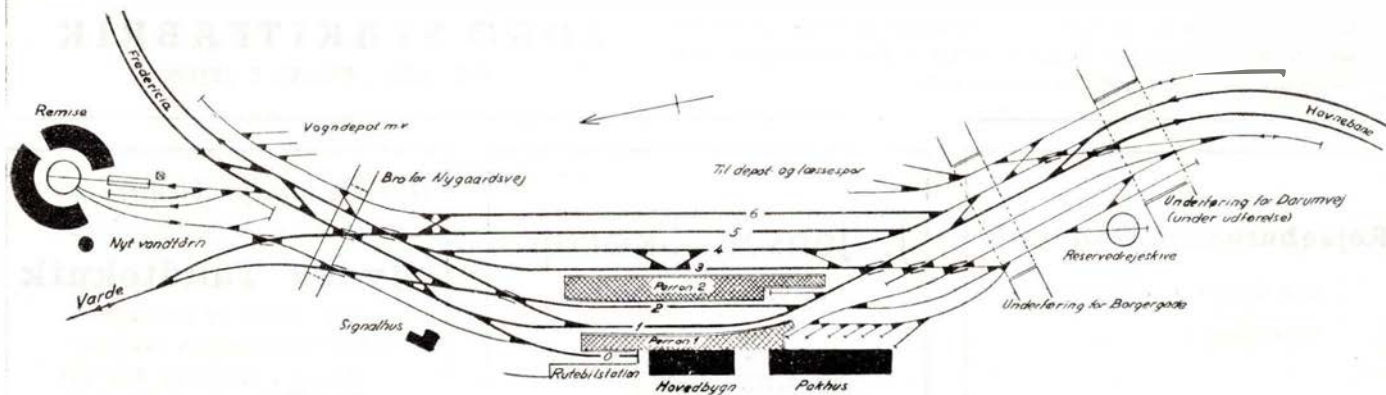 Fredericia
Remise
Vogndepot m.v
Havnebane
Bro for Nygaardsvej
Til depot- og læssespor
6
5
4
3
Perron 2
2
1
Perron 1
0
Nyt vandtårn
Varde
Signalhus
Rutebilstation
Hovedbygn
Pakhus
Underføring for Darumvej
(under udførelse)
Reservedrejeskive
Underføring for Borgergade